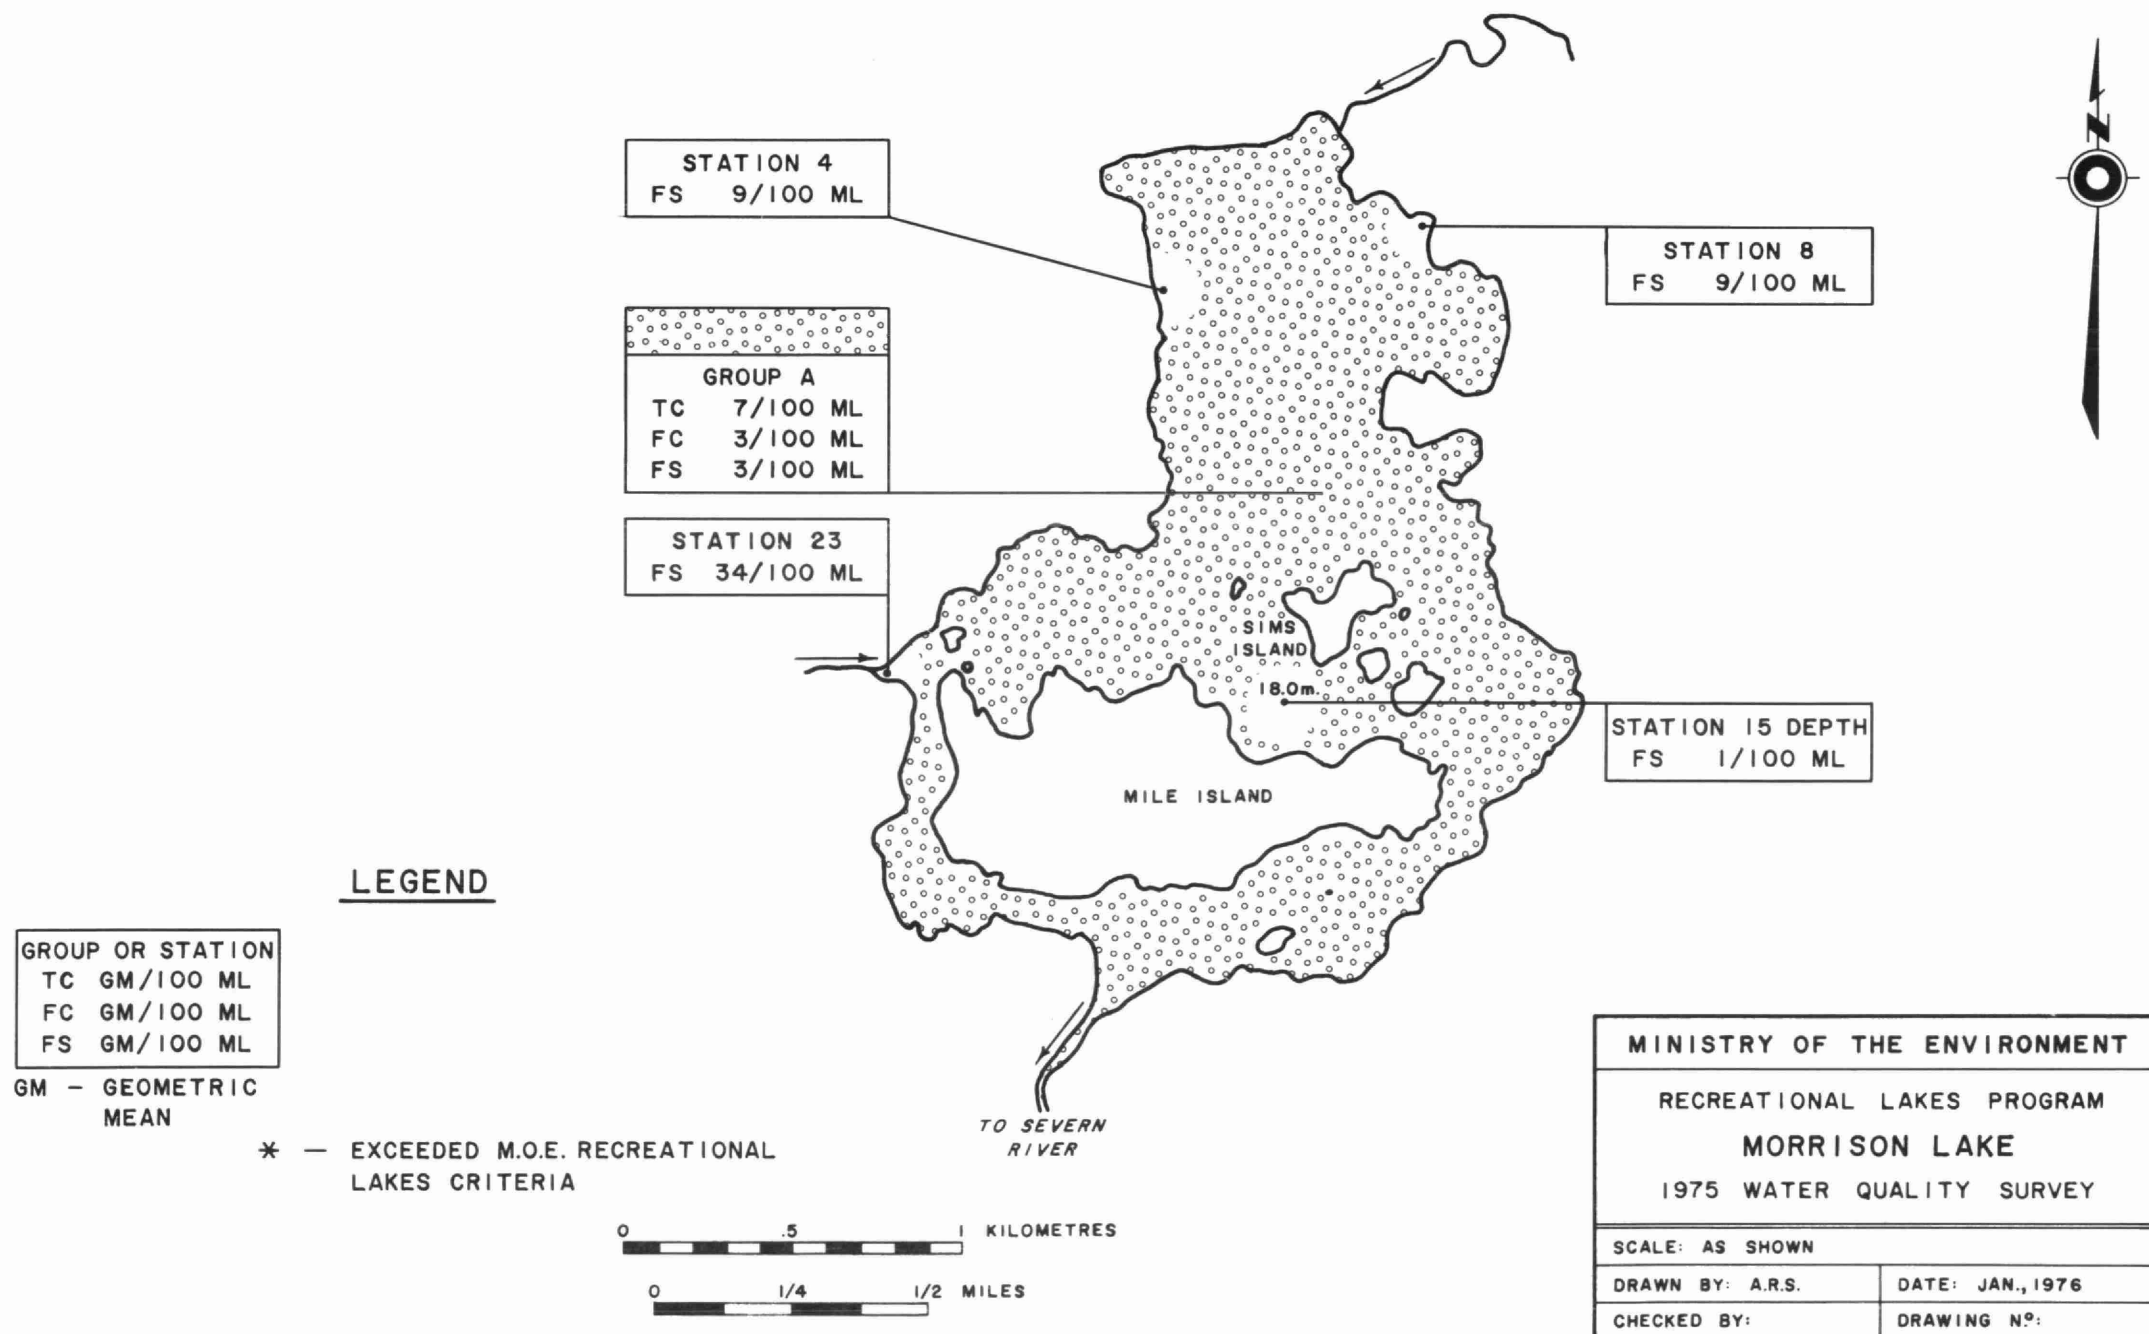 N
STATION 4
FS 9/100 ML
STATION 8
FS 9/100 ML
GROUP A
TC 7/100 ML
FC 3/100 ML
FS 3/100 ML
STATION 23
FS 34/100 ML
SIMS
ISLAND
18.0m.
STATION 15 DEPTH
FS 1/100 ML
MILE ISLAND
LEGEND
GROUP OR STATION
TC GM/100 ML
FC GM/100 ML
FS GM/100 ML
GM – GEOMETRIC
MEAN
* – EXCEEDED M.O.E. RECREATIONAL
LAKES CRITERIA
TO SEVERN
RIVER
0 .5 1 KILOMETRES
0 1/4 1/2 MILES
MINISTRY OF THE ENVIRONMENT
RECREATIONAL LAKES PROGRAM
MORRISON LAKE
1975 WATER QUALITY SURVEY
SCALE: AS SHOWN
DRAWN BY: A.R.S.
DATE: JAN., 1976
CHECKED BY:
DRAWING Nº: